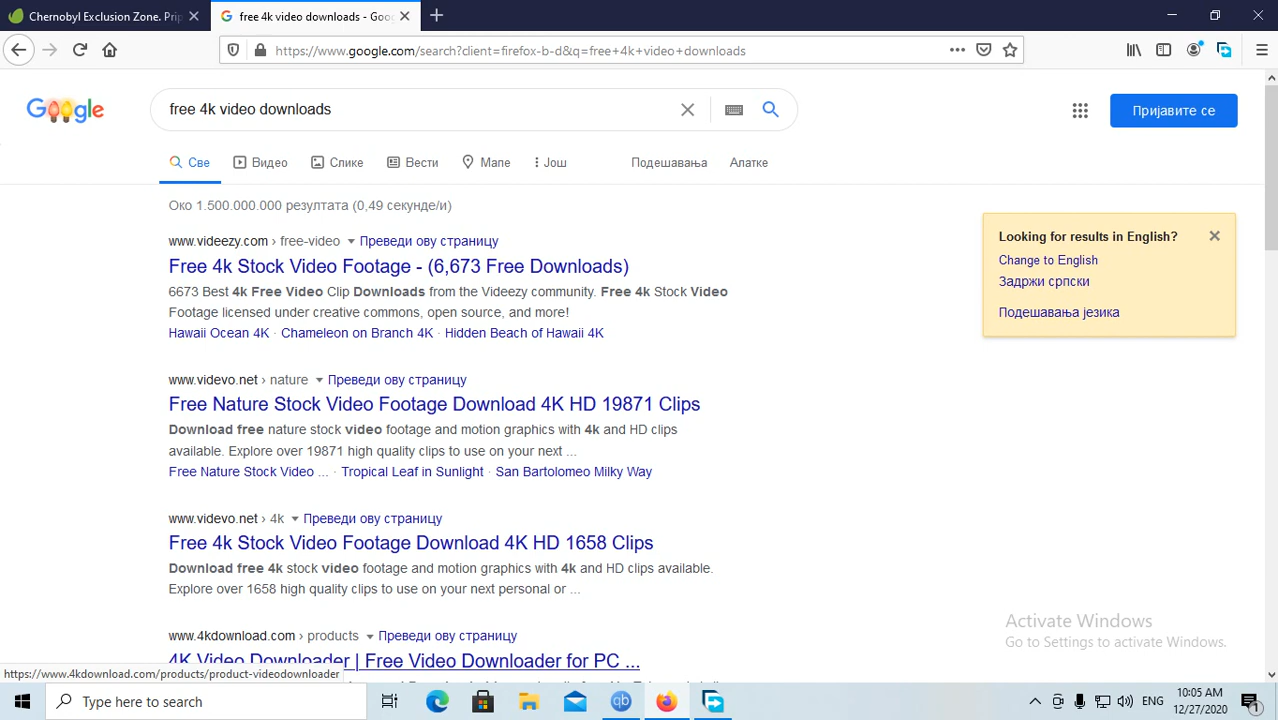 Chernobyl Exclusion Zone. Prip
free 4k video downloads - Goo
https://www.google.com/search?client=firefox-b-d&q=free+4k+video+downloads
Google
free 4k video downloads
Пријавите се
Све
Видео
Слике
Вести
Мапе
Још
Подешавања
Алатке
Око 1.500.000.000 резултата (0,49 секунде/и)
www.videezy.com › free-video Преведи ову страницу
Free 4k Stock Video Footage - (6,673 Free Downloads)
6673 Best 4k Free Video Clip Downloads from the Videezy community. Free 4k Stock Video
Footage licensed under creative commons, open source, and more!
Hawaii Ocean 4K · Chameleon on Branch 4K · Hidden Beach of Hawaii 4K
Looking for results in English?
Change to English
Задржи српски
Подешавања језика
www.videvo.net › nature Преведи ову страницу
Free Nature Stock Video Footage Download 4K HD 19871 Clips
Download free nature stock video footage and motion graphics with 4k and HD clips
available. Explore over 19871 high quality clips to use on your next ...
Free Nature Stock Video ... · Tropical Leaf in Sunlight · San Bartolomeo Milky Way
www.videvo.net › 4k Преведи ову страницу
Free 4k Stock Video Footage Download 4K HD 1658 Clips
Download free 4k stock video footage and motion graphics with 4k and HD clips available.
Explore over 1658 high quality clips to use on your next personal or ...
www.4kdownload.com › products Преведи ову страницу
4K Video Downloader | Free Video Downloader for PC ...
Activate Windows
Go to Settings to activate Windows.
https://www.4kdownload.com/products/product-videodownloader
Type here to search
qb
ENG
10:05 AM
12/27/2020
1